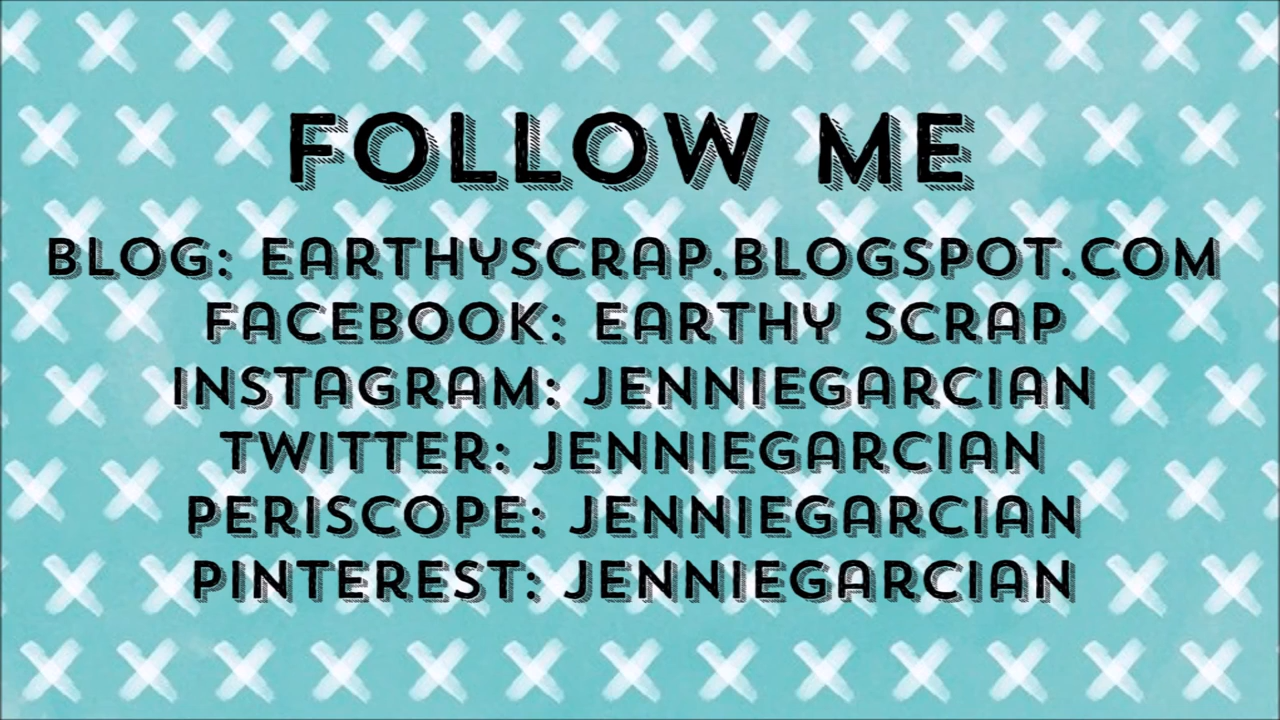 FOLLOW ME
BLOG: EARTHYSCRAP.BLOGSPOT.COM
FACEBOOK: EARTHY SCRAP
INSTAGRAM: JENNIEGARCIAN
TWITTER: JENNIEGARCIAN
PERISCOPE: JENNIEGARCIAN
PINTEREST: JENNIEGARCIAN